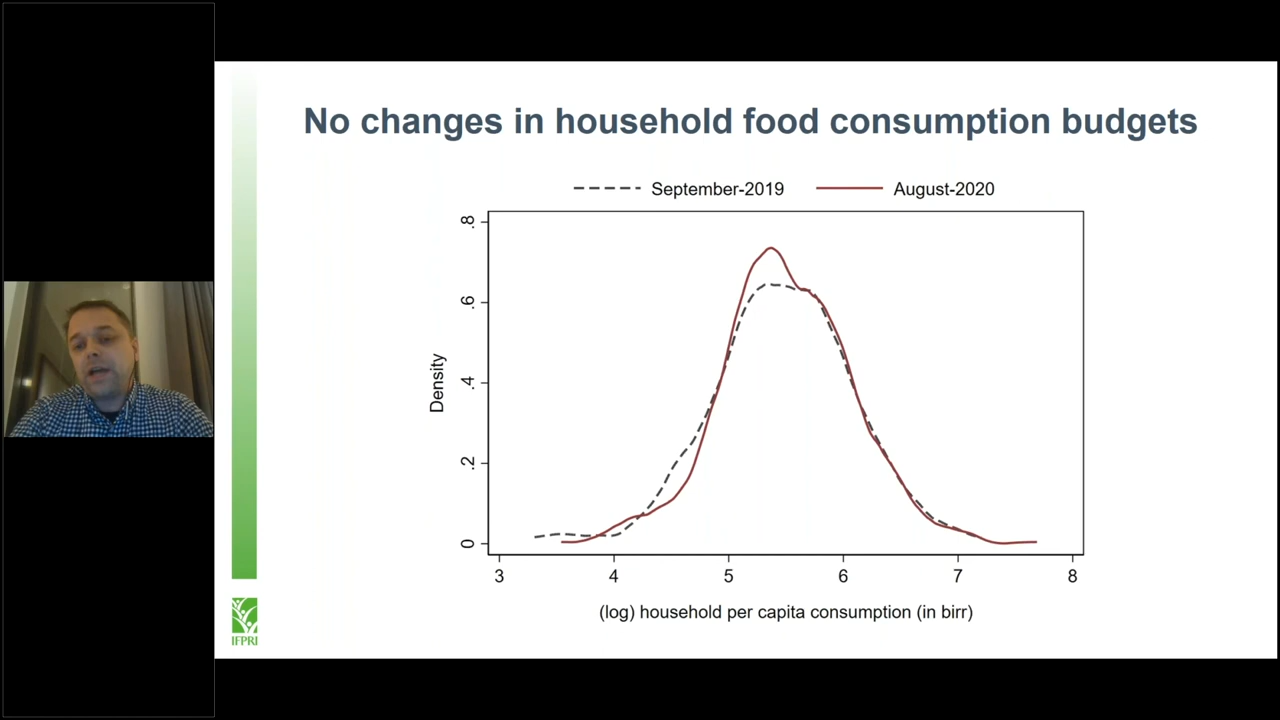 No changes in household food consumption budgets
September-2019 August-2020
.8
.6
.4
.2
0
Density
3 4 5 6 7 8
(log) household per capita consumption (in birr)
IFPRI